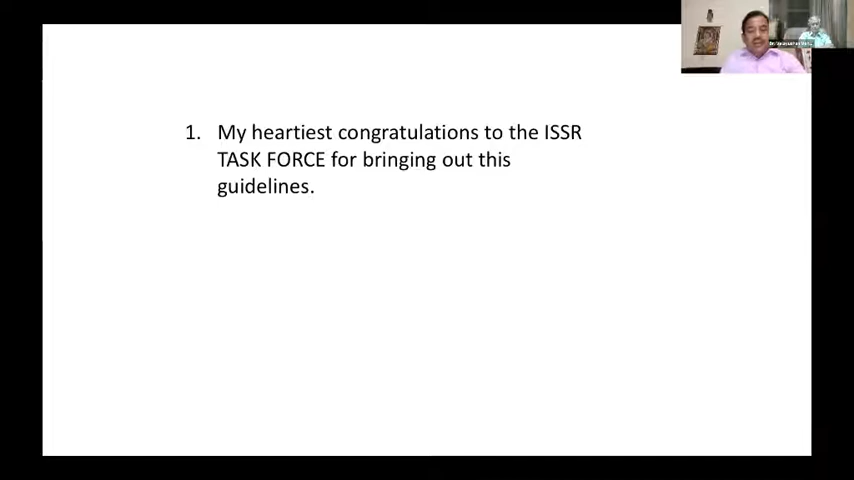 1. My heartiest congratulations to the ISSR
TASK FORCE for bringing out this
guidelines.